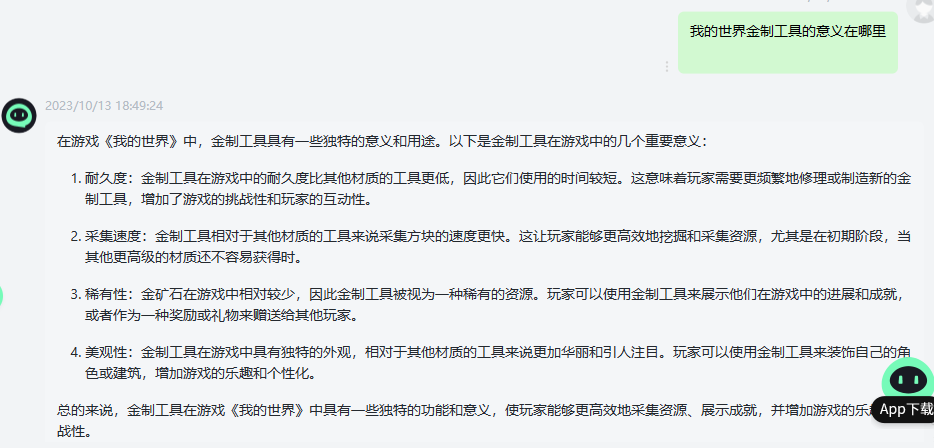 我的世界金制工具的意义在哪里
2023/10/13 18:49:24
在游戏《我的世界》中，金制工具具有一些独特的意义和用途。以下是金制工具在游戏中的几个重要意义：
1. 耐久度：金制工具在游戏中的耐久度比其他材质的工具更低，因此它们使用的时间较短。这意味着玩家需要更频繁地修理或制造新的金
制工具，增加了游戏的挑战性和玩家的互动性。
2. 采集速度：金制工具相对于其他材质的工具来说采集方块的速度更快。这让玩家能够更高效地挖掘和采集资源，尤其是在初期阶段，当
其他更高级的材质还不容易获得时。
3. 稀有性：金矿石在游戏中相对较少，因此金制工具被视为一种稀有的资源。玩家可以使用金制工具来展示他们在游戏中的进展和成就，
或者作为一种奖励或礼物来赠送给其他玩家。
4. 美观性：金制工具在游戏中具有独特的外观，相对于其他材质的工具来说更加华丽和引人注目。玩家可以使用金制工具来装饰自己的角
色或建筑，增加游戏的乐趣和个性化。
总的来说，金制工具在游戏《我的世界》中具有一些独特的功能和意义，使玩家能够更高效地采集资源、展示成就，并增加游戏的乐
战性。
App下载